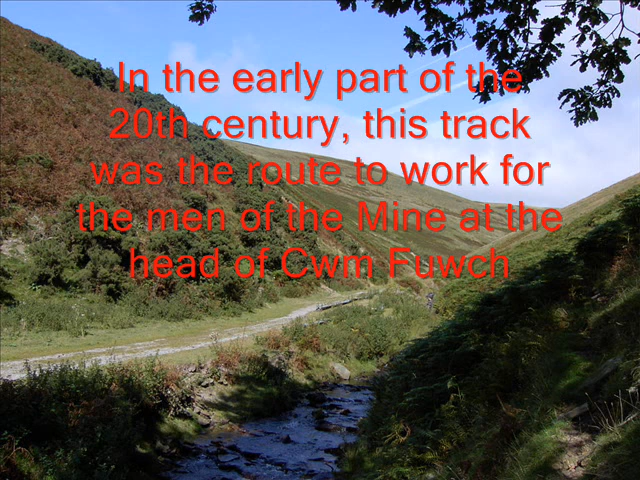 In the early part of the
20th century, this track
was the route to work for
the men of the Mine at the
head of Cwm Fuwch